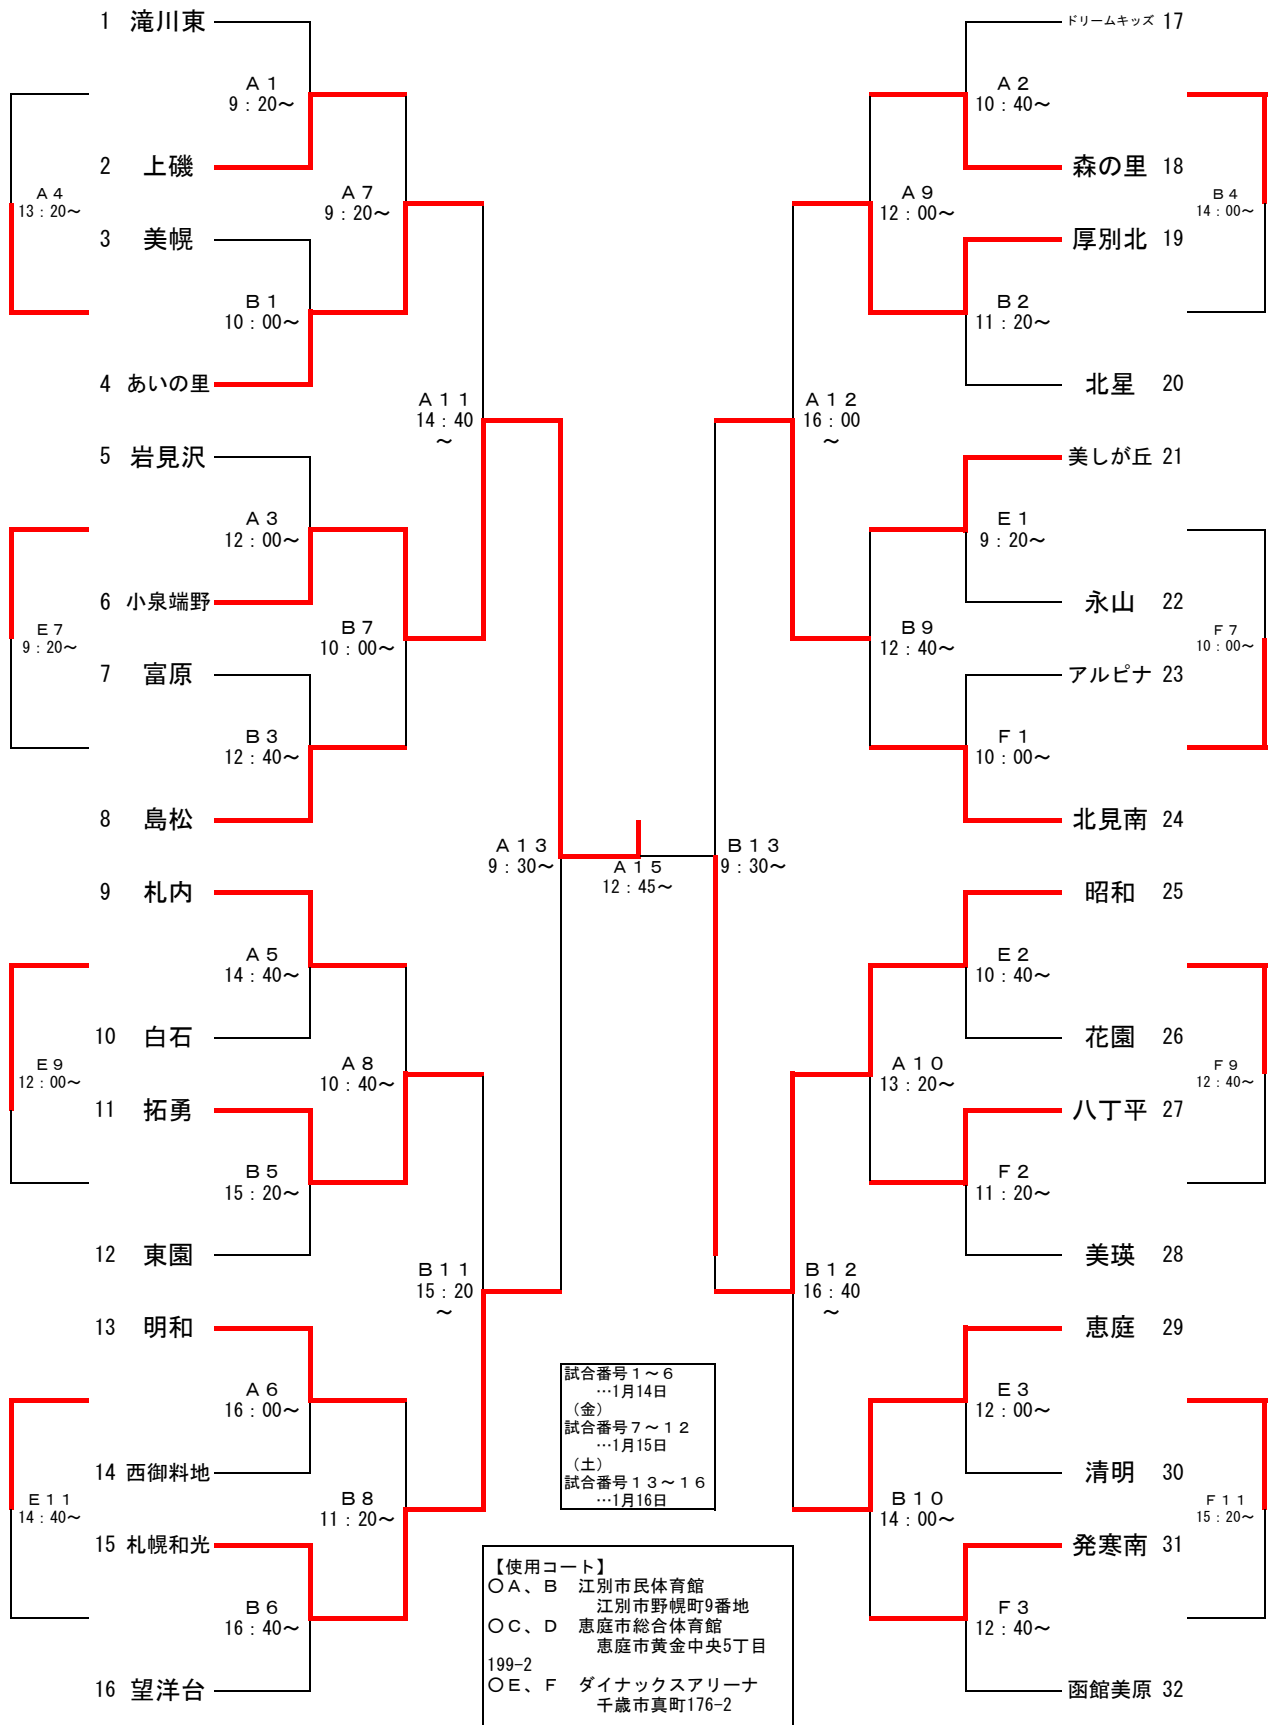 1 滝川東
A1
9:20～
2 上磯
A4
13:20～
A7
9:20～
3 美幌
B1
10:00～
4 あいの里
A11
14:40
～
5 岩見沢
A3
12:00～
6 小泉端野
E7
9:20～
B7
10:00～
7 富原
B3
12:40～
8 島松
A13
9:30～
9 札内
A5
14:40～
10 白石
E9
12:00～
A8
10:40～
11 拓勇
B5
15:20～
12 東園
B11
15:20
～
13 明和
A6
16:00～
14 西御料地
E11
14:40～
B8
11:20～
15 札幌和光
B6
16:40～
16 望洋台
A15
12:45～
ドリームキッズ 17
A2
10:40～
森の里 18
A9
12:00～
B4
14:00～
厚別北 19
B2
11:20～
北星 20
A12
16:00
～
美しが丘 21
E1
9:20～
永山 22
B9
12:40～
F7
10:00～
アルピナ 23
F1
10:00～
北見南 24
B13
9:30～
昭和 25
E2
10:40～
花園 26
A10
13:20～
F9
12:40～
八丁平 27
F2
11:20～
美瑛 28
B12
16:40
～
恵庭 29
E3
12:00～
清明 30
B10
14:00～
F11
15:20～
発寒南 31
F3
12:40～
函館美原 32
試合番号1～6
…1月14日
（金）
試合番号7～12
…1月15日
（土）
試合番号13～16
…1月16日
【使用コート】
○A、B 江別市民体育館
江別市野幌町9番地
○C、D 恵庭市総合体育館
恵庭市黄金中央5丁目
199-2
○E、F ダイナックスアリーナ
千歳市真町176-2